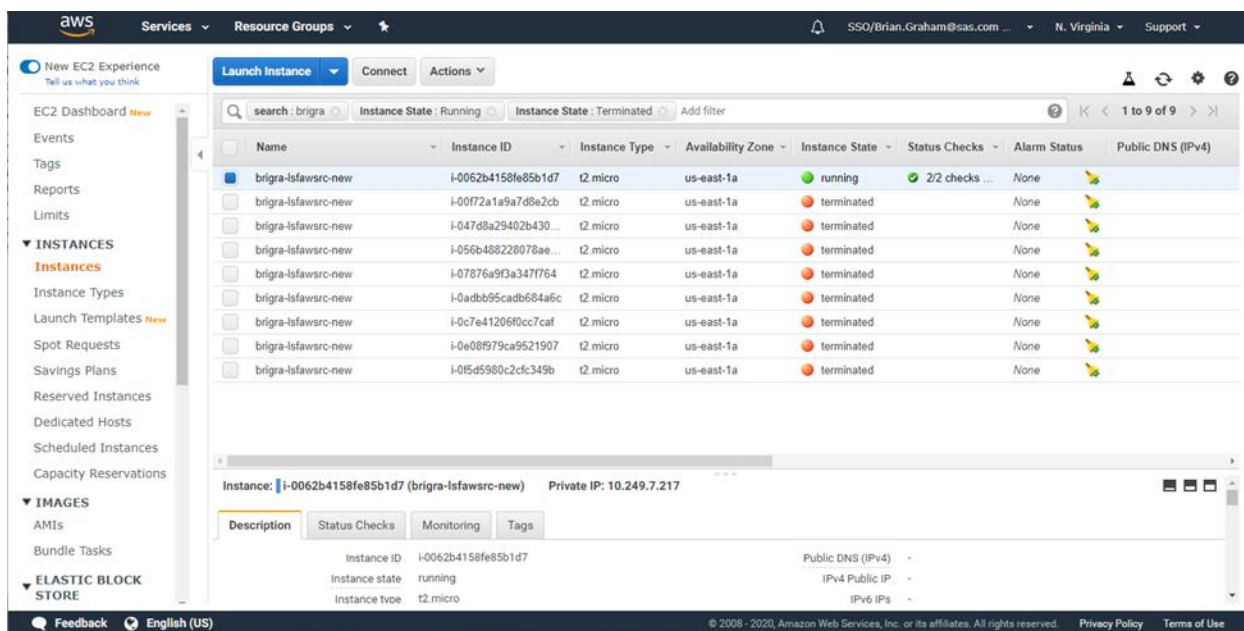 aws Services Resource Groups SSO/Brian.Graham@sas.com ... N. Virginia Support
New EC2 Experience
Tell us what you think
Launch Instance Connect Actions
EC2 Dashboard New
Events
Tags
Reports
Limits
INSTANCES
Instances
Instance Types
Launch Templates New
Spot Requests
Savings Plans
Reserved Instances
Dedicated Hosts
Scheduled Instances
Capacity Reservations
IMAGES
AMIs
Bundle Tasks
ELASTIC BLOCK
STORE
search : brigra Instance State : Running Instance State : Terminated Add filter 1 to 9 of 9
Name Instance ID Instance Type Availability Zone Instance State Status Checks Alarm Status Public DNS (IPv4)
brigra-lsfawsrc-new i-0062b4158fe85b1d7 t2.micro us-east-1a running 2/2 checks ... None
brigra-lsfawsrc-new i-00f72a1a9a7d8e2cb t2.micro us-east-1a terminated None
brigra-lsfawsrc-new i-047d8a29402b430... t2.micro us-east-1a terminated None
brigra-lsfawsrc-new i-056b488228078ae... t2.micro us-east-1a terminated None
brigra-lsfawsrc-new i-07876a9f3a347f764 t2.micro us-east-1a terminated None
brigra-lsfawsrc-new i-0adbb95cadb684a6c t2.micro us-east-1a terminated None
brigra-lsfawsrc-new i-0c7e41206f0cc7caf t2.micro us-east-1a terminated None
brigra-lsfawsrc-new i-0e08f979ca9521907 t2.micro us-east-1a terminated None
brigra-lsfawsrc-new i-0f5d5980c2cfc349b t2.micro us-east-1a terminated None
Instance: i-0062b4158fe85b1d7 (brigra-lsfawsrc-new) Private IP: 10.249.7.217
Description Status Checks Monitoring Tags
Instance ID i-0062b4158fe85b1d7 Public DNS (IPv4) -
Instance state running IPv4 Public IP -
Instance type t2.micro IPv6 IPs -
Feedback English (US) © 2008 - 2020, Amazon Web Services, Inc. or its affiliates. All rights reserved. Privacy Policy Terms of Use